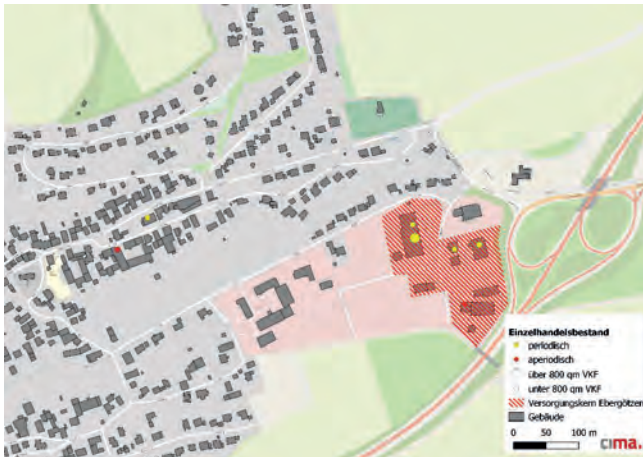 Einzelhandelsbestand
periodisch
aperiodisch
über 800 qm VKF
unter 800 qm VKF
Versorgungskern Ebergötzen
Gebäude
0 50 100 m
cima.